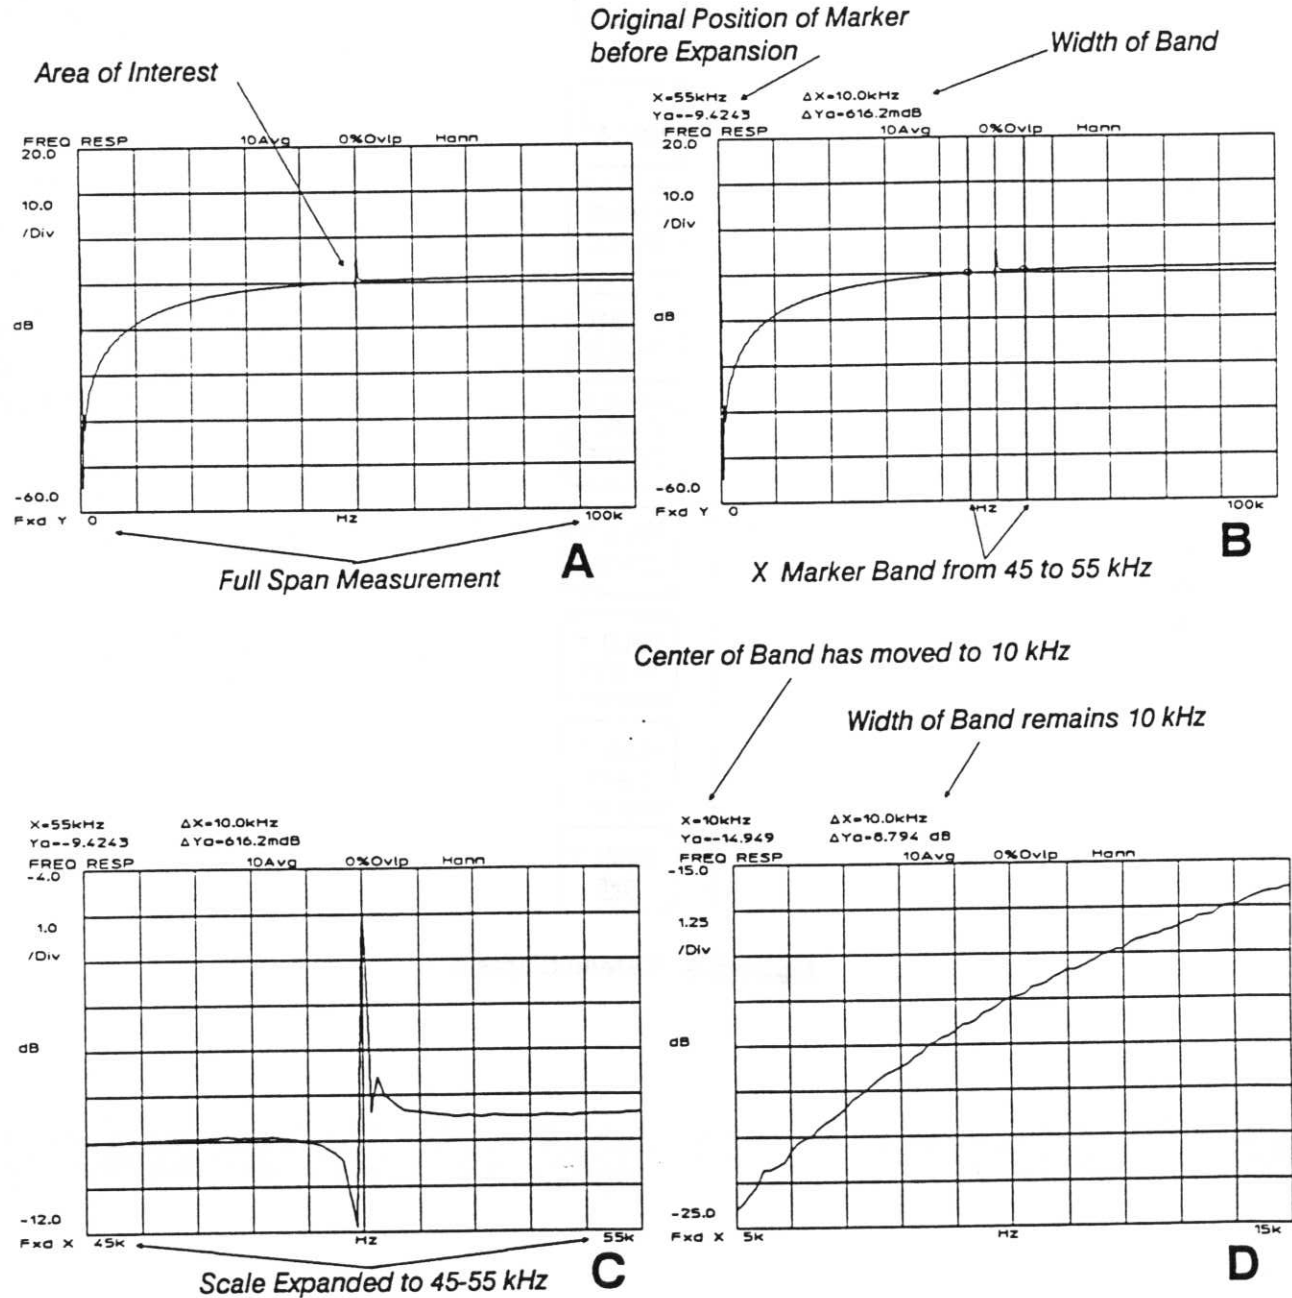 Original Position of Marker
before Expansion
Width of Band
Area of Interest
X=55kHz ΔX=10.0kHz
Ya=-9.4243 ΔYa=616.2mdB
FREQ RESP 10Avg 0%Ovlp Hann
20.0
10.0
/Div
dB
-60.0
Fxd Y 0 Hz 100k
A
Full Span Measurement
FREQ RESP 10Avg 0%Ovlp Hann
20.0
10.0
/Div
dB
-60.0
Fxd Y 0 Hz 100k
B
X Marker Band from 45 to 55 kHz
Center of Band has moved to 10 kHz
Width of Band remains 10 kHz
X=55kHz ΔX=10.0kHz
Ya=-9.4243 ΔYa=616.2mdB
FREQ RESP 10Avg 0%Ovlp Hann
-4.0
1.0
/Div
dB
-12.0
Fxd X 45k Hz 55k
C
Scale Expanded to 45-55 kHz
X=10kHz ΔX=10.0kHz
Ya=-14.949 ΔYa=8.794 dB
FREQ RESP 10Avg 0%Ovlp Hann
-15.0
1.25
/Div
dB
-25.0
Fxd X 5k Hz 15k
D